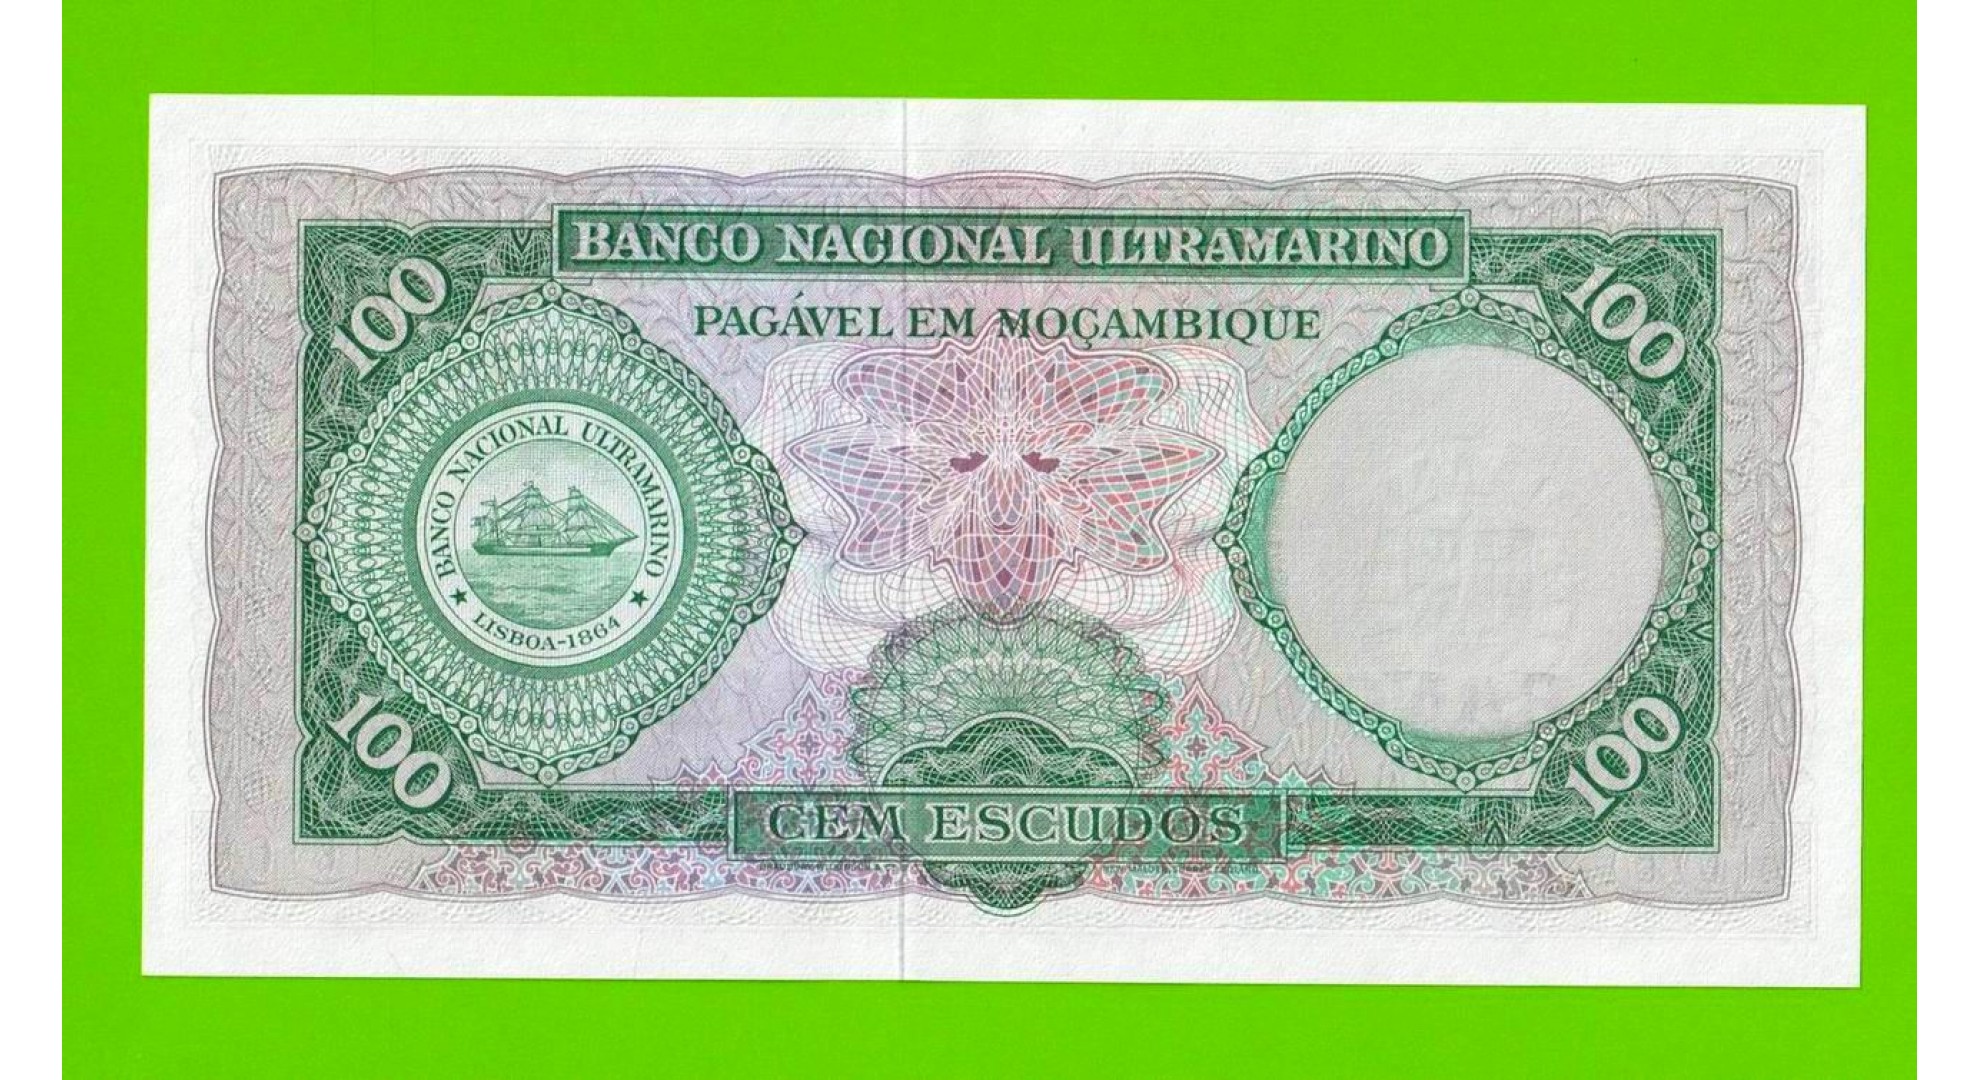 BANCO NACIONAL ULTRAMARINO
100
100
PAGÁVEL EM MOÇAMBIQUE
BANCO NACIONAL ULTRAMARINO
★ LISBOA-1864 ★
100
100
CEM ESCUDOS